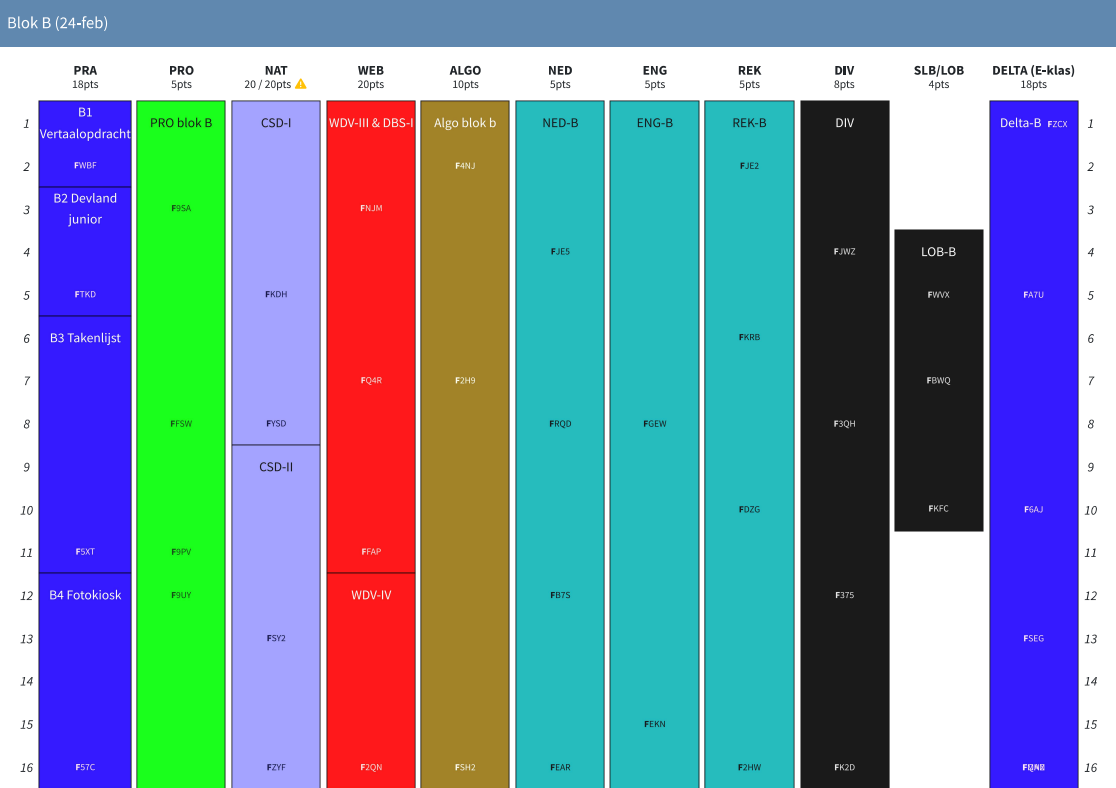 Blok B (24-feb)
PRA PRO NAT WEB ALGO NED ENG REK DIV SLB/LOB DELTA (E-klas)
18pts 5pts 20 / 20pts 20pts 10pts 5pts 5pts 5pts 8pts 4pts 18pts
B1
1 Vertaalopdracht PRO blok B CSD-I WDV-III & DBS-I Algo blok b NED-B ENG-B REK-B DIV Delta-B FZCX 1
2 FWBF F4NJ FJE2 2
B2 Devland
3 junior F9SA FNJM 3
4 FJE5 FJWZ LOB-B 4
5 FTKD FKDH FWVX FA7U 5
6 B3 Takenlijst FKRB 6
7 FQ4R F2H9 FBWQ 7
8 FFSW FYSD FRQD FGEW F3QH 8
9 CSD-II 9
10 FDZG FKFC F6AJ 10
11 F5XT F9PV FFAP 11
12 B4 Fotokiosk F9UY WDV-IV FB7S F375 12
13 FSY2 FSEG 13
14 14
15 FEKN 15
16 F57C FZYF F2QN FSH2 FEAR F2HW FK2D 16